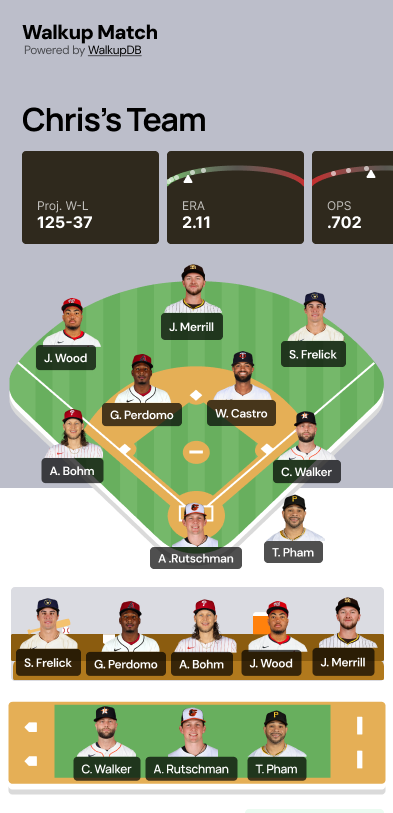 Walkup Match
Powered by WalkupDB
Chris's Team
Proj. W-L
125-37
ERA
2.11
OPS
.702
J. Merrill
J. Wood
S. Frelick
G. Perdomo
W. Castro
A. Bohm
C. Walker
A .Rutschman
T. Pham
S. Frelick
G. Perdomo
A. Bohm
J. Wood
J. Merrill
C. Walker
A. Rutschman
T. Pham